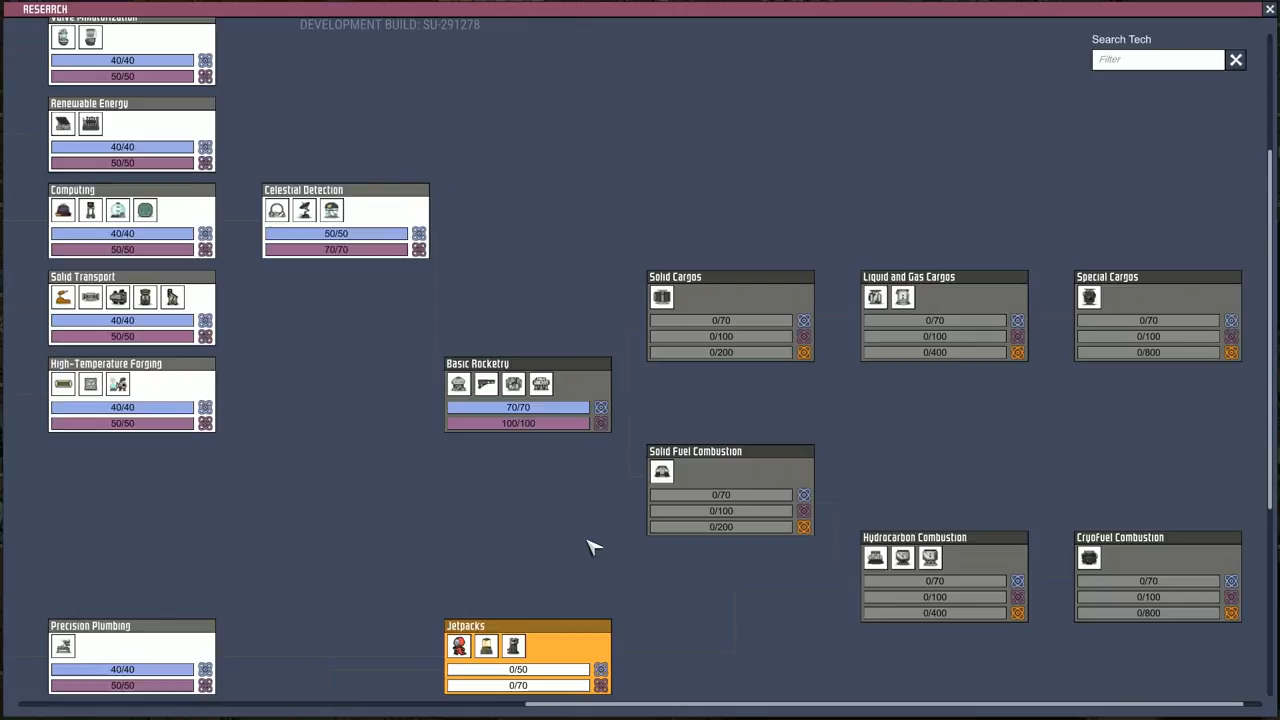 RESEARCH
DEVELOPMENT BUILD: SU-291278
Search Tech
Filter
Valve Miniaturization
40/40
50/50
Renewable Energy
40/40
50/50
Computing
40/40
50/50
Celestial Detection
50/50
70/70
Solid Transport
40/40
50/50
Solid Cargos
0/70
0/100
0/200
Liquid and Gas Cargos
0/70
0/100
0/400
Special Cargos
0/70
0/100
0/800
High-Temperature Forging
40/40
50/50
Basic Rocketry
70/70
100/100
Solid Fuel Combustion
0/70
0/100
0/200
Hydrocarbon Combustion
0/70
0/100
0/400
CryoFuel Combustion
0/70
0/100
0/800
Precision Plumbing
40/40
50/50
Jetpacks
0/50
0/70